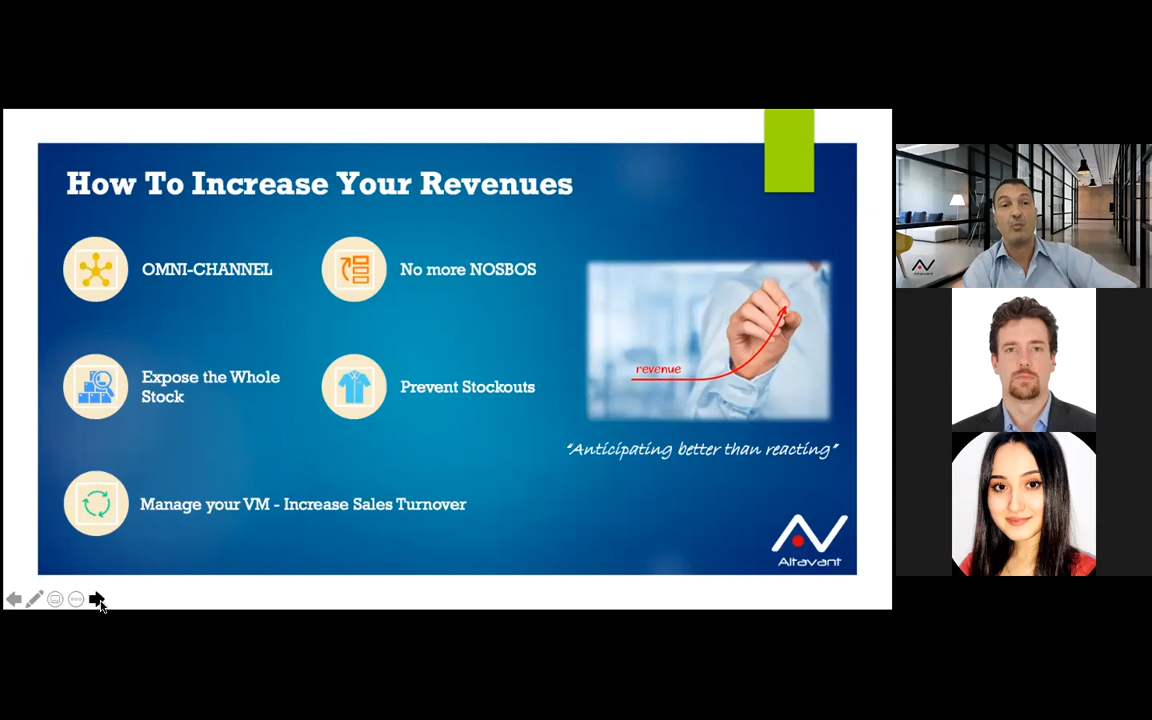 How To Increase Your Revenues
OMNI-CHANNEL
No more NOSBOS
Expose the Whole
Stock
Prevent Stockouts
Manage your VM - Increase Sales Turnover
revenue
“Anticipating better than reacting”
Altavant
Altavant